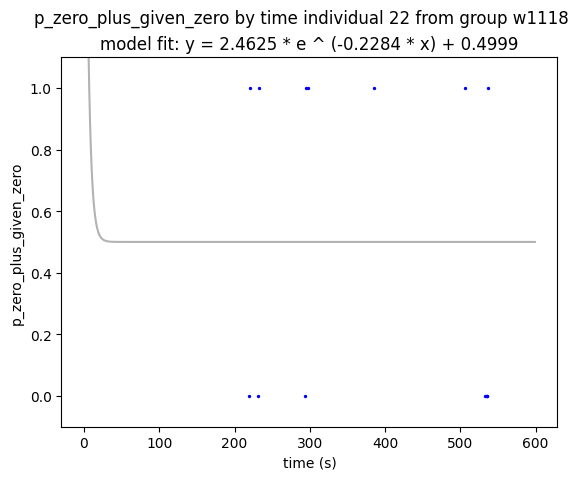 p_zero_plus_given_zero by time individual 22 from group w1118
model fit: y = 2.4625 * e ^ (-0.2284 * x) + 0.4999
p_zero_plus_given_zero
1.0
0.8
0.6
0.4
0.2
0.0
0 100 200 300 400 500 600
time (s)